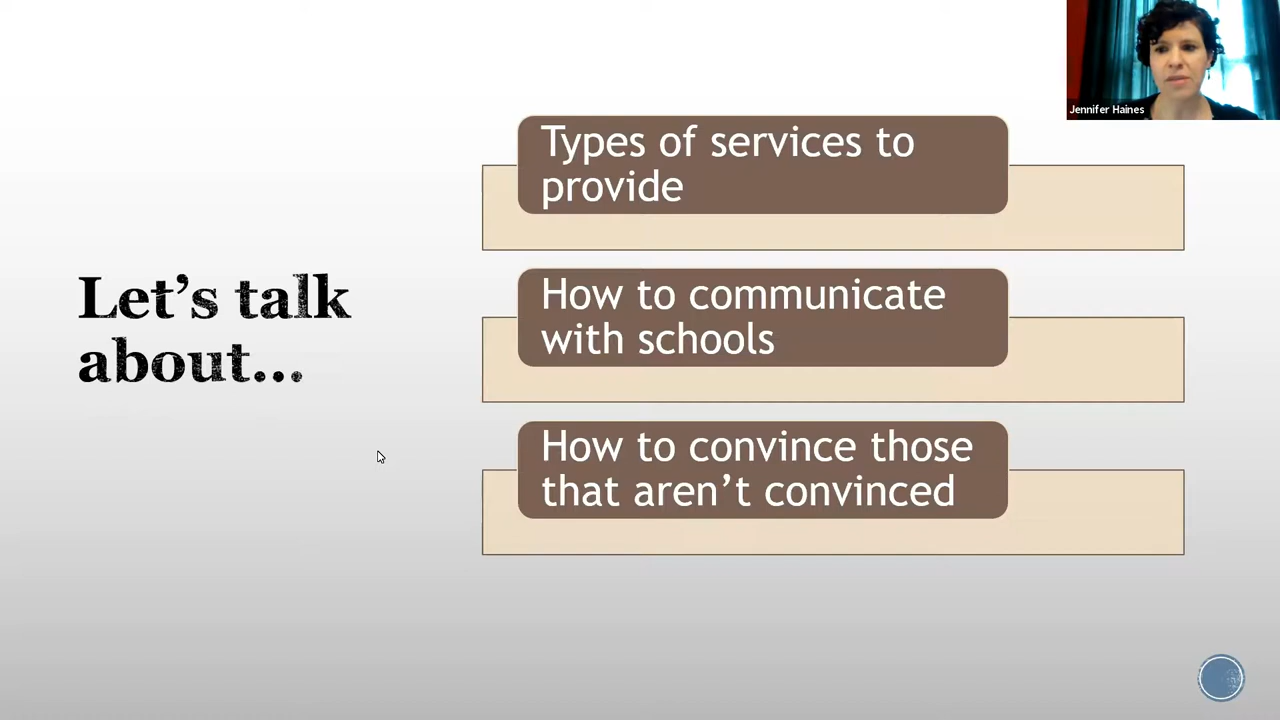 Jennifer Haines
Types of services to
provide
Let’s talk
about…
How to communicate
with schools
How to convince those
that aren’t convinced